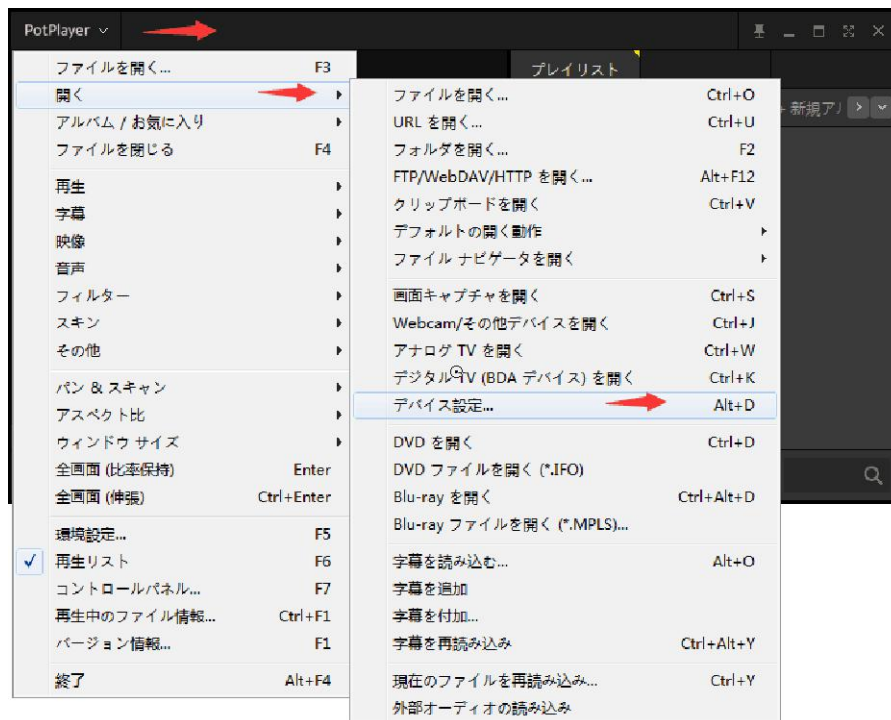 PotPlayer
プレイリスト
+ 新規ア
ファイルを開く... F3
開く
アルバム / お気に入り
ファイルを閉じる F4
再生
字幕
映像
音声
フィルター
スキン
その他
パン & スキャン
アスペクト比
ウィンドウ サイズ
全画面 (比率保持) Enter
全画面 (伸張) Ctrl+Enter
環境設定... F5
再生リスト F6
コントロールパネル... F7
再生中のファイル情報... Ctrl+F1
バージョン情報... F1
終了 Alt+F4
ファイルを開く... Ctrl+O
URL を開く... Ctrl+U
フォルダを開く... F2
FTP/WebDAV/HTTP を開く... Alt+F12
クリップボードを開く Ctrl+V
デフォルトの開く動作
ファイル ナビゲータを開く
画面キャプチャを開く Ctrl+S
Webcam/その他デバイスを開く Ctrl+J
アナログ TV を開く Ctrl+W
デジタル TV (BDA デバイス) を開く Ctrl+K
デバイス設定... Alt+D
DVD を開く Ctrl+D
DVD ファイルを開く (*.IFO)
Blu-ray を開く Ctrl+Alt+D
Blu-ray ファイルを開く (*.MPLS)...
字幕を読み込む... Alt+O
字幕を追加
字幕を付加...
字幕を再読み込み Ctrl+Alt+Y
現在のファイルを再読み込み... Ctrl+Y
外部オーディオの読み込み